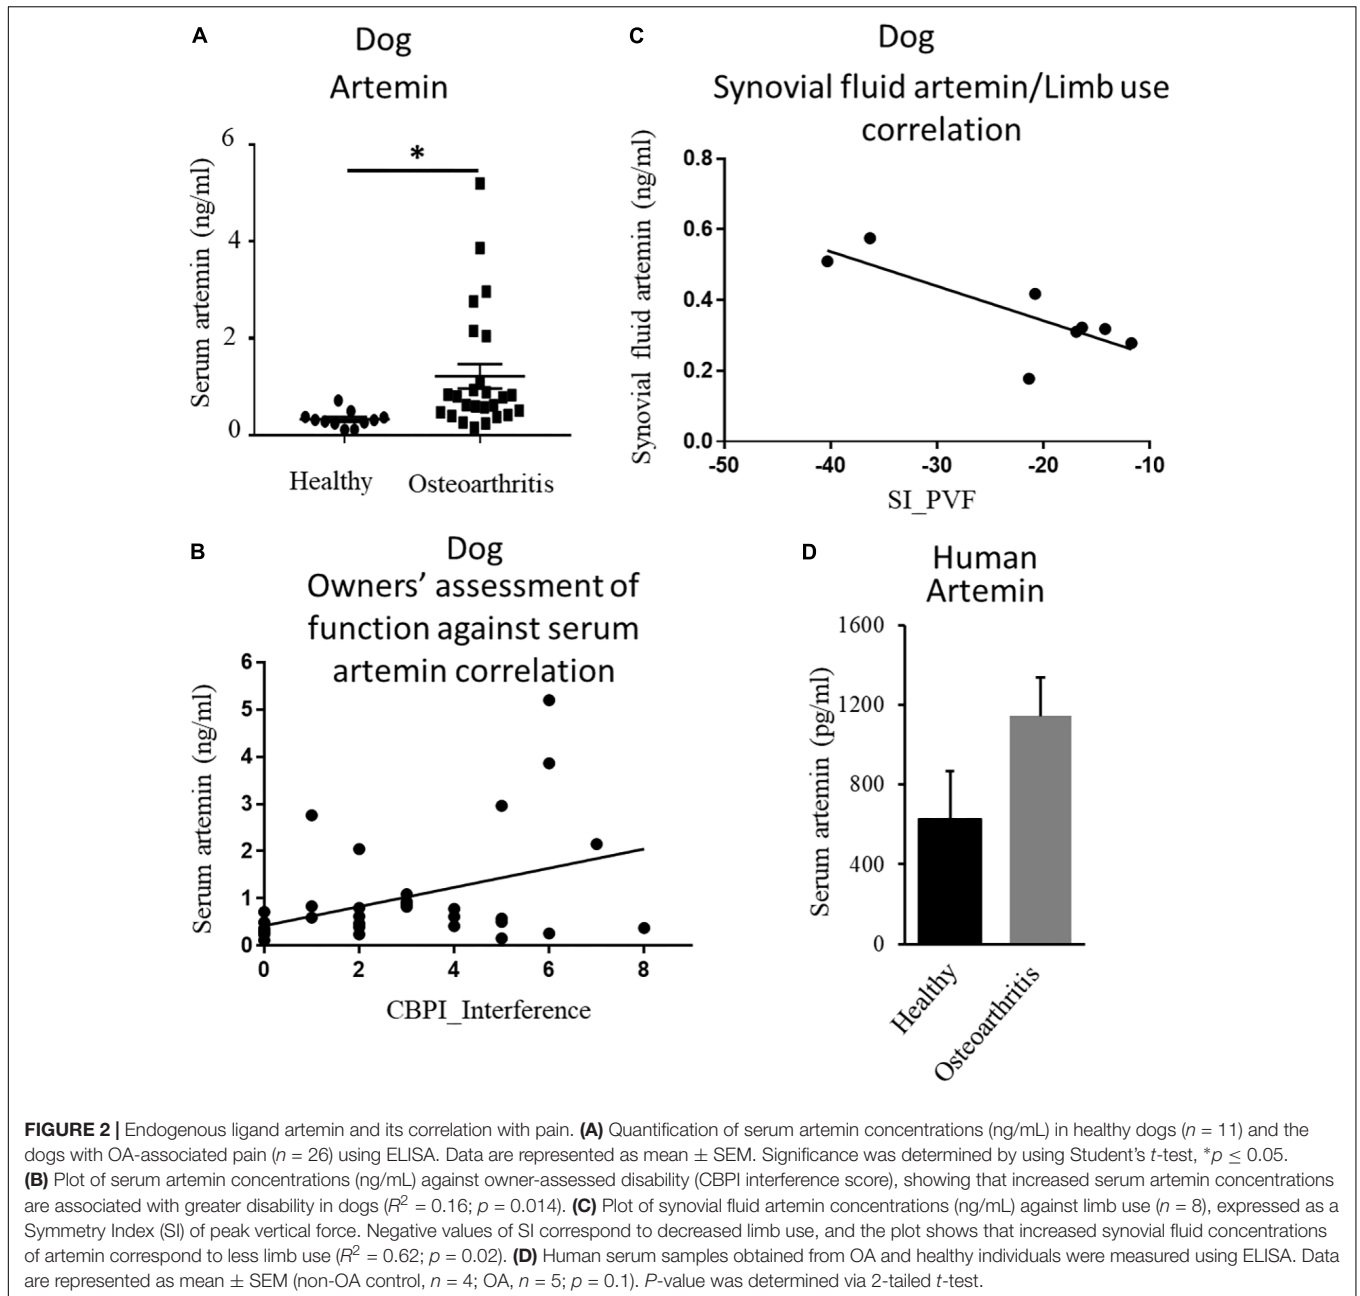 A
Dog
Artemin
Serum artemin (ng/ml)
6
4
2
0
*
Healthy
Osteoarthritis
C
Dog
Synovial fluid artemin/Limb use
correlation
Synovial fluid artemin (ng/ml)
0.8
0.6
0.4
0.2
0.0
-50
-40
-30
-20
-10
SI_PVF
B
Dog
Owners’ assessment of
function against serum
artemin correlation
Serum artemin (ng/ml)
6
5
4
3
2
1
0
0
2
4
6
8
CBPI_Interference
D
Human
Artemin
Serum artemin (pg/ml)
1600
1200
800
400
0
Healthy
Osteoarthritis
FIGURE 2 | Endogenous ligand artemin and its correlation with pain. (A) Quantification of serum artemin concentrations (ng/mL) in healthy dogs (n = 11) and the
dogs with OA-associated pain (n = 26) using ELISA. Data are represented as mean ± SEM. Significance was determined by using Student’s t-test, *p ≤ 0.05.
(B) Plot of serum artemin concentrations (ng/mL) against owner-assessed disability (CBPI interference score), showing that increased serum artemin concentrations
are associated with greater disability in dogs (R² = 0.16; p = 0.014). (C) Plot of synovial fluid artemin concentrations (ng/mL) against limb use (n = 8), expressed as a
Symmetry Index (SI) of peak vertical force. Negative values of SI correspond to decreased limb use, and the plot shows that increased synovial fluid concentrations
of artemin correspond to less limb use (R² = 0.62; p = 0.02). (D) Human serum samples obtained from OA and healthy individuals were measured using ELISA. Data
are represented as mean ± SEM (non-OA control, n = 4; OA, n = 5; p = 0.1). P-value was determined via 2-tailed t-test.